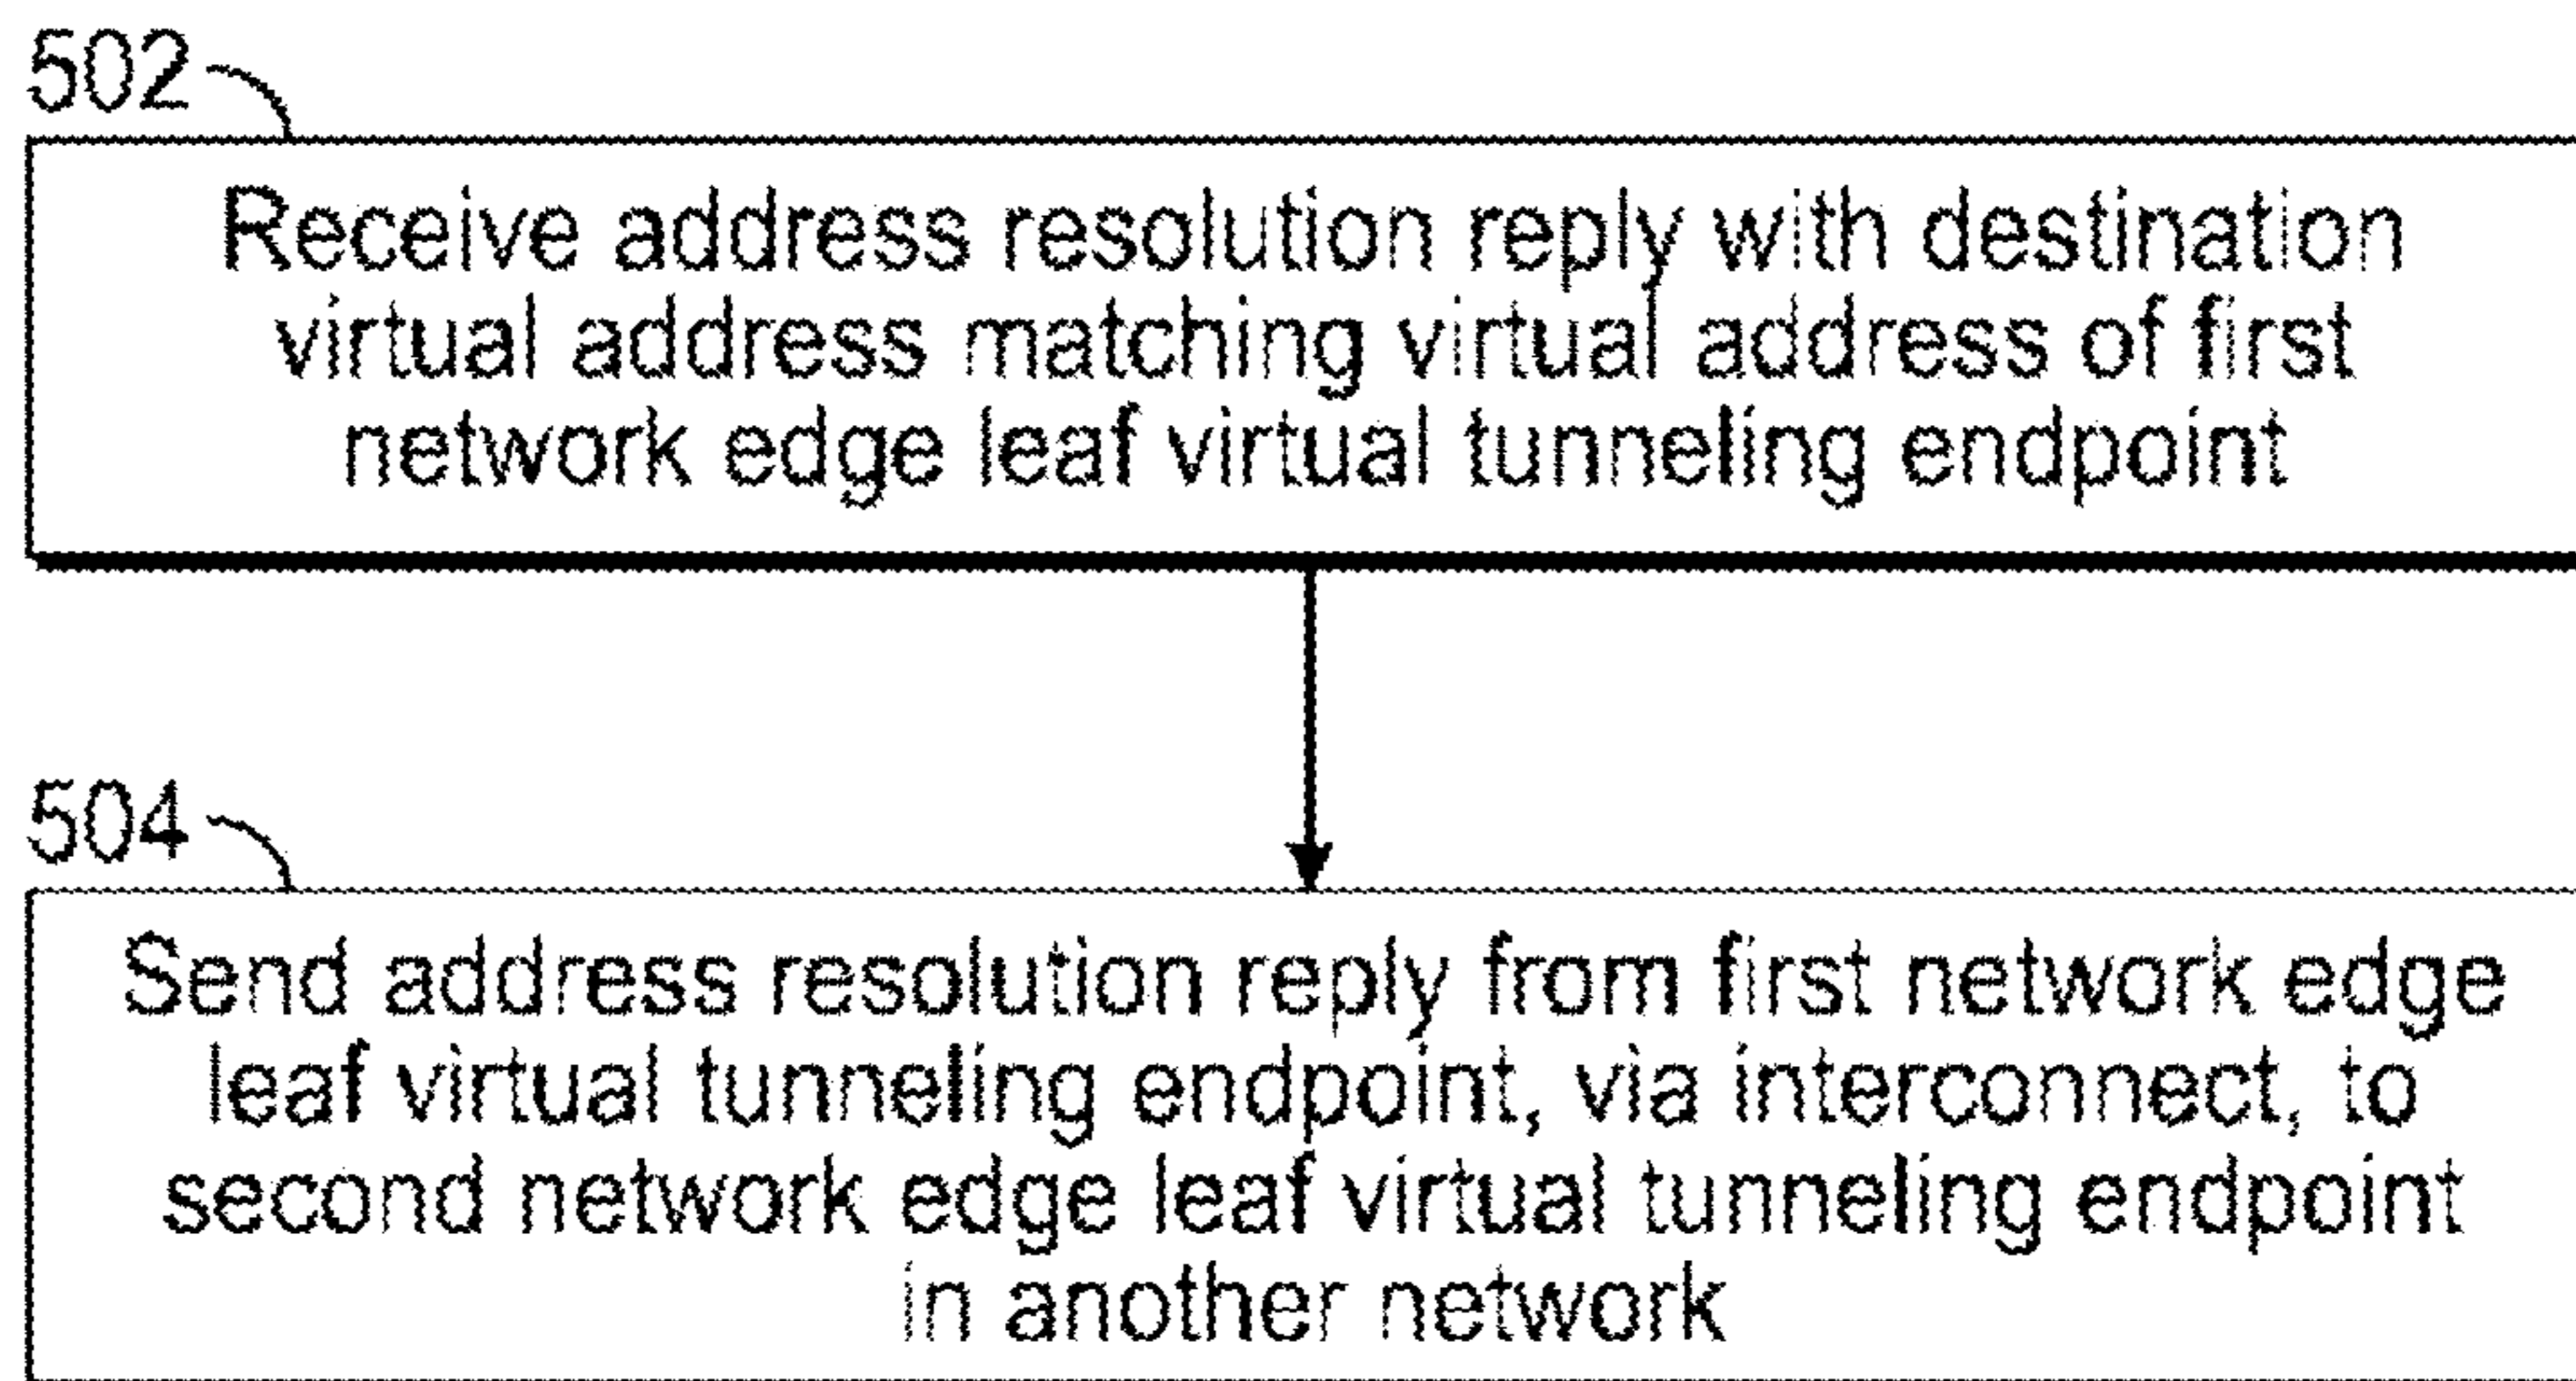 502
Receive address resolution reply with destination
virtual address matching virtual address of first
network edge leaf virtual tunneling endpoint
504
Send address resolution reply from first network edge
leaf virtual tunneling endpoint, via interconnect, to
second network edge leaf virtual tunneling endpoint
in another network